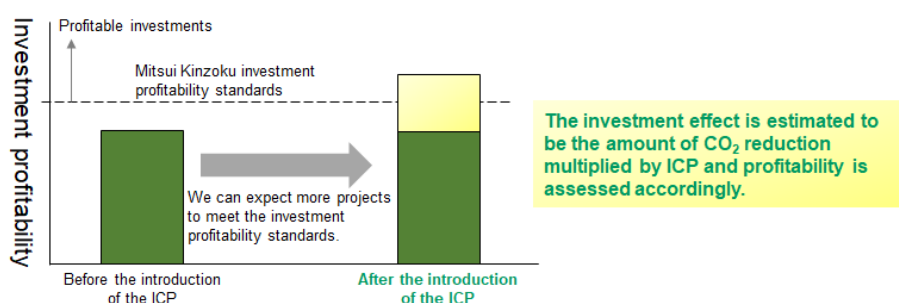 Investment profitability
Profitable investments
Mitsui Kinzoku investment
profitability standards
We can expect more projects
to meet the investment
profitability standards.
Before the introduction
of the ICP
After the introduction
of the ICP
The investment effect is estimated to
be the amount of CO₂ reduction
multiplied by ICP and profitability is
assessed accordingly.